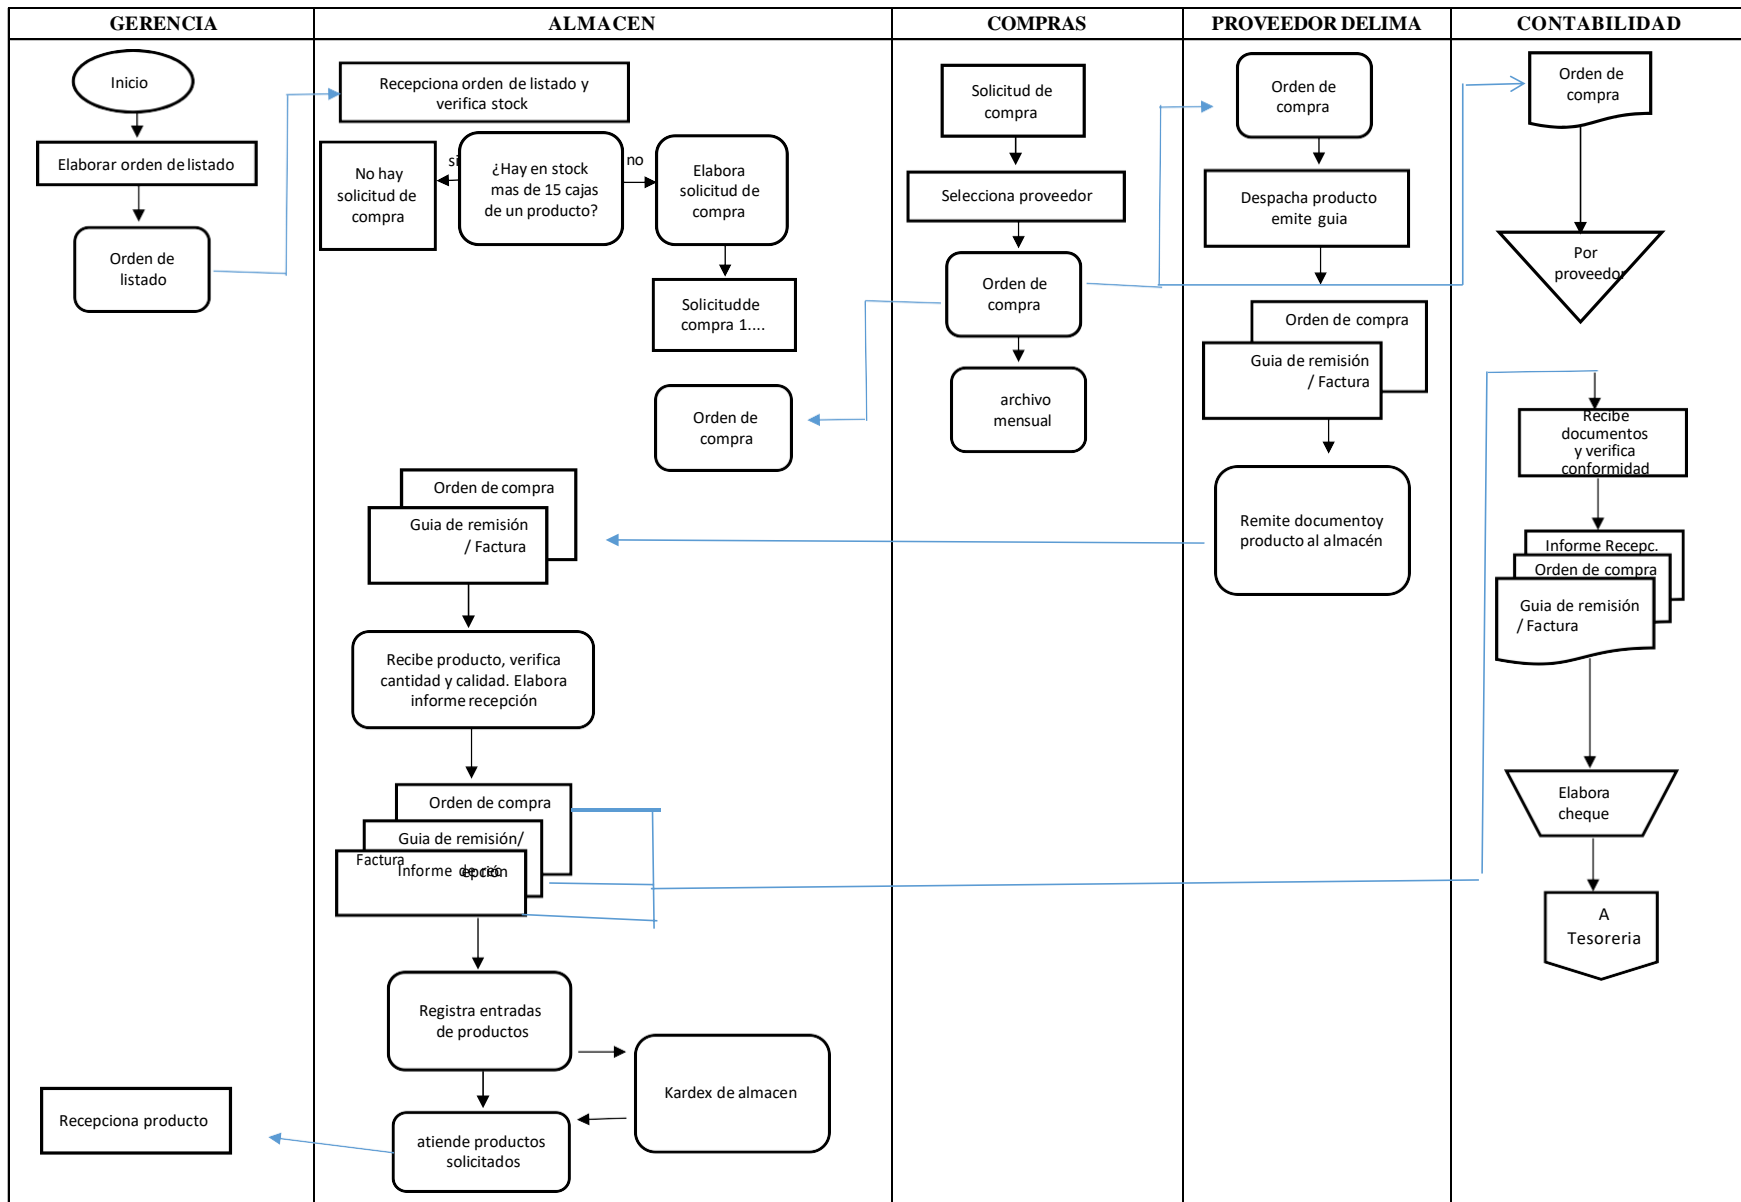 GERENCIA
ALMACEN
COMPRAS
PROVEEDOR DELIMA
CONTABILIDAD
Inicio
Elaborar orden de listado
Orden de
listado
Recepciona producto
Recepciona orden de listado y
verifica stock
No hay
solicitud de
compra
si
¿Hay en stock
mas de 15 cajas
de un producto?
no
Elabora
solicitud de
compra
Solicitudde
compra 1....
Orden de
compra
Orden de compra
Guia de remisión
/ Factura
Recibe producto, verifica
cantidad y calidad. Elabora
informe recepción
Orden de compra
Guia de remisión/
Factura
Informe de rec
epción
Registra entradas
de productos
Kardex de almacen
atiende productos
solicitados
Solicitud de
compra
Selecciona proveedor
Orden de
compra
archivo
mensual
Orden de
compra
Despacha producto
emite guia
Orden de compra
Guia de remisión
/ Factura
Remite documentoy
producto al almacén
Orden de
compra
Por
proveedor
Recibe
documentos
y verifica
conformidad
Informe Recepc.
Orden de compra
Guia de remisión
/ Factura
Elabora
cheque
A
Tesoreria